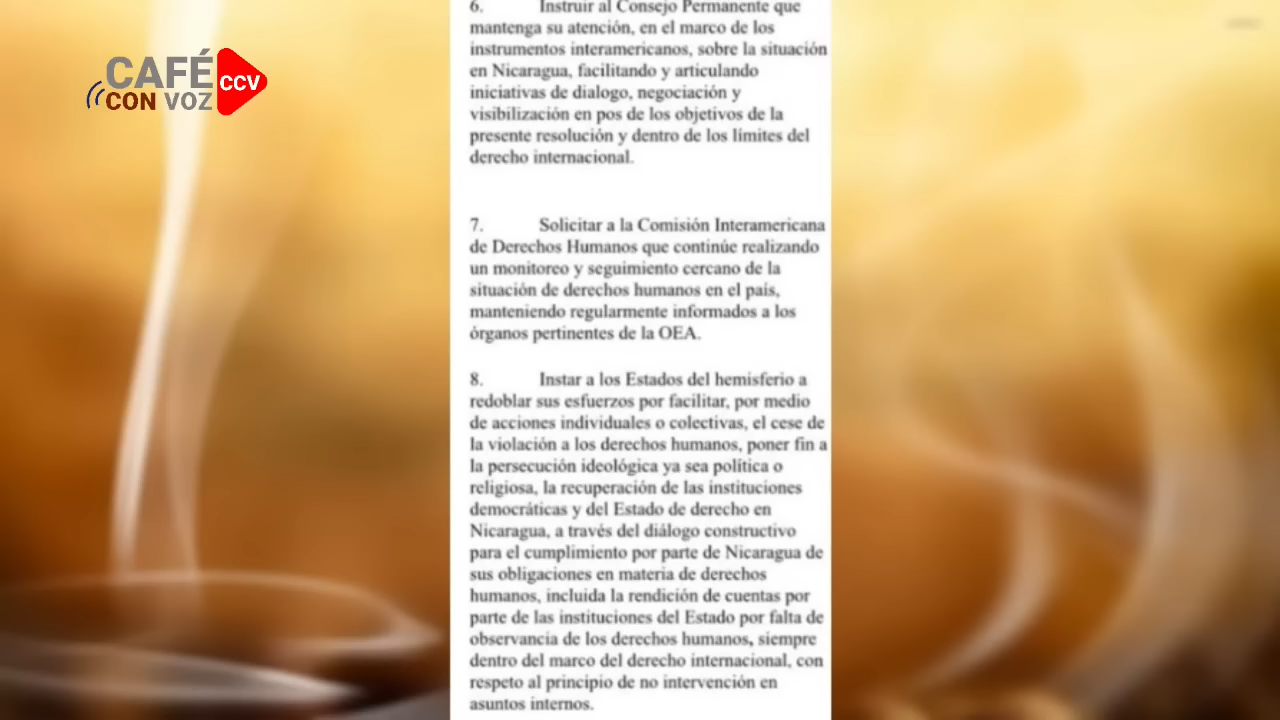 CAFÉ
CON VOZ
CCV
6. Instruir al Consejo Permanente que
mantenga su atención, en el marco de los
instrumentos interamericanos, sobre la situación
en Nicaragua, facilitando y articulando
iniciativas de dialogo, negociación y
visibilización en pos de los objetivos de la
presente resolución y dentro de los límites del
derecho internacional.
7. Solicitar a la Comisión Interamericana
de Derechos Humanos que continúe realizando
un monitoreo y seguimiento cercano de la
situación de derechos humanos en el país,
manteniendo regularmente informados a los
órganos pertinentes de la OEA.
8. Instar a los Estados del hemisferio a
redoblar sus esfuerzos por facilitar, por medio
de acciones individuales o colectivas, el cese de
la violación a los derechos humanos, poner fin a
la persecución ideológica ya sea política o
religiosa, la recuperación de las instituciones
democráticas y del Estado de derecho en
Nicaragua, a través del diálogo constructivo
para el cumplimiento por parte de Nicaragua de
sus obligaciones en materia de derechos
humanos, incluida la rendición de cuentas por
parte de las instituciones del Estado por falta de
observancia de los derechos humanos, siempre
dentro del marco del derecho internacional, con
respeto al principio de no intervención en
asuntos internos.